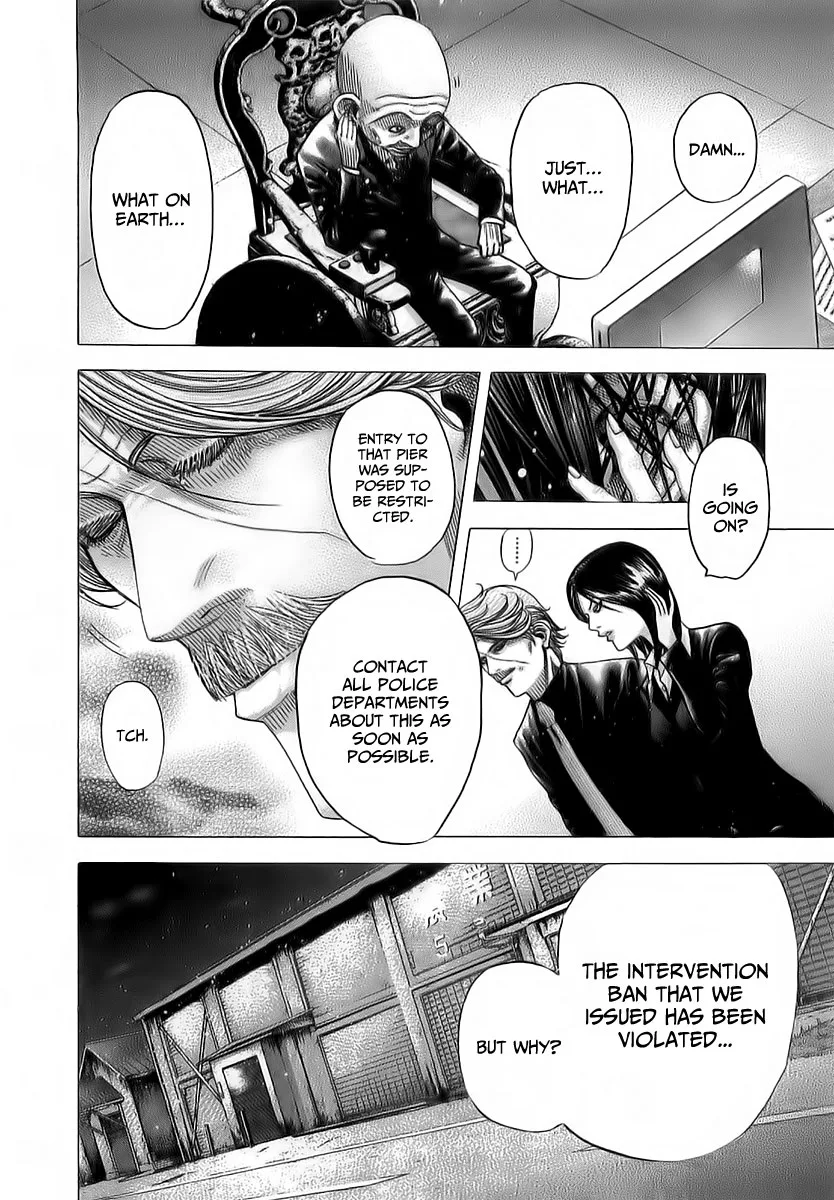 DAMN...
JUST...
WHAT...
WHAT ON
EARTH...
IS
GOING
ON?
......
ENTRY TO
THAT PIER
WAS SUP-
POSED TO
BE RESTRI-
CTED.
CONTACT
ALL POLICE
DEPARTMENTS
ABOUT THIS AS
SOON AS
POSSIBLE.
TCH.
THE INTERVENTION
BAN THAT WE
ISSUED HAS BEEN
VIOLATED...
BUT WHY?